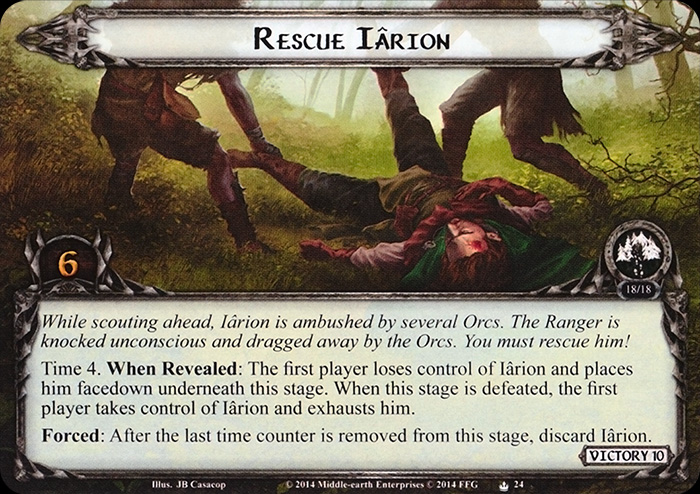 RESCUE IÂRION
6
18/18
While scouting ahead, Iârion is ambushed by several Orcs. The Ranger is
knocked unconscious and dragged away by the Orcs. You must rescue him!
Time 4. When Revealed: The first player loses control of Iârion and places
him facedown underneath this stage. When this stage is defeated, the first
player takes control of Iârion and exhausts him.
Forced: After the last time counter is removed from this stage, discard Iârion.
VICTORY 10
Illus. JB Casacop © 2014 Middle-earth Enterprises © 2014 FFG 24